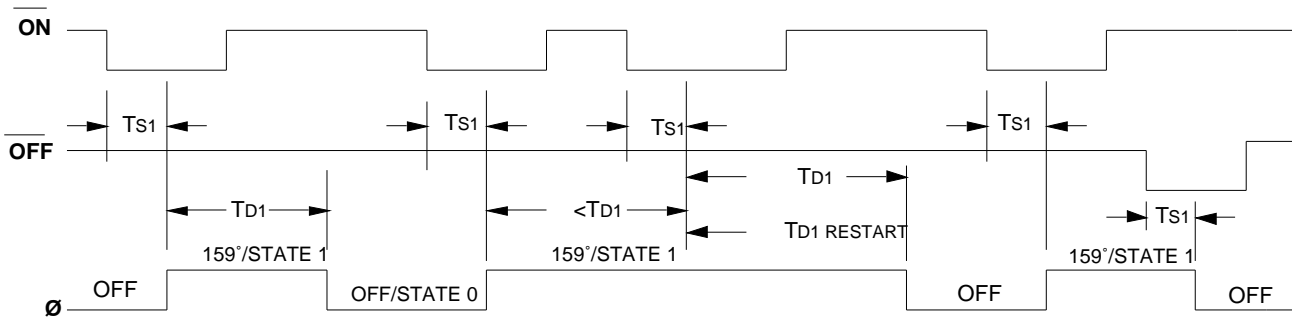 ON
TS1 TS1 TS1 TS1
OFF
TD1 <TD1 TD1 TS1
TD1 RESTART
159°/STATE 1 159°/STATE 1 159°/STATE 1
OFF OFF/STATE 0 OFF OFF
Ø